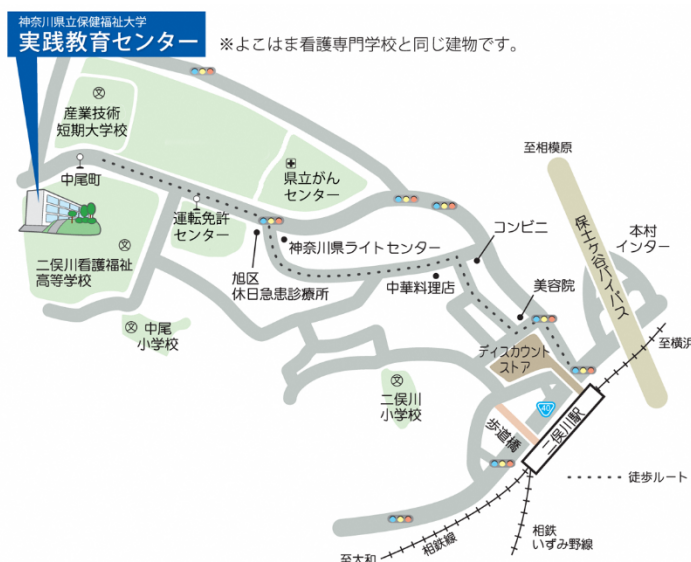 神奈川県立保健福祉大学
実践教育センター
※よこはま看護専門学校と同じ建物です。
産業技術
短期大学校
中尾町
県立がん
センター
運転免許
センター
二俣川看護福祉
高等学校
旭区
休日急患診療所
神奈川県ライトセンター
中華料理店
コンビニ
美容院
至相模原
保土ヶ谷バイパス
本村
インター
至横浜
中尾
小学校
二俣川
小学校
ディスカウント
ストア
40
歩道橋
二俣川駅
徒歩ルート
相鉄
いずみ野線
相鉄線
至大和
文
文
文
文